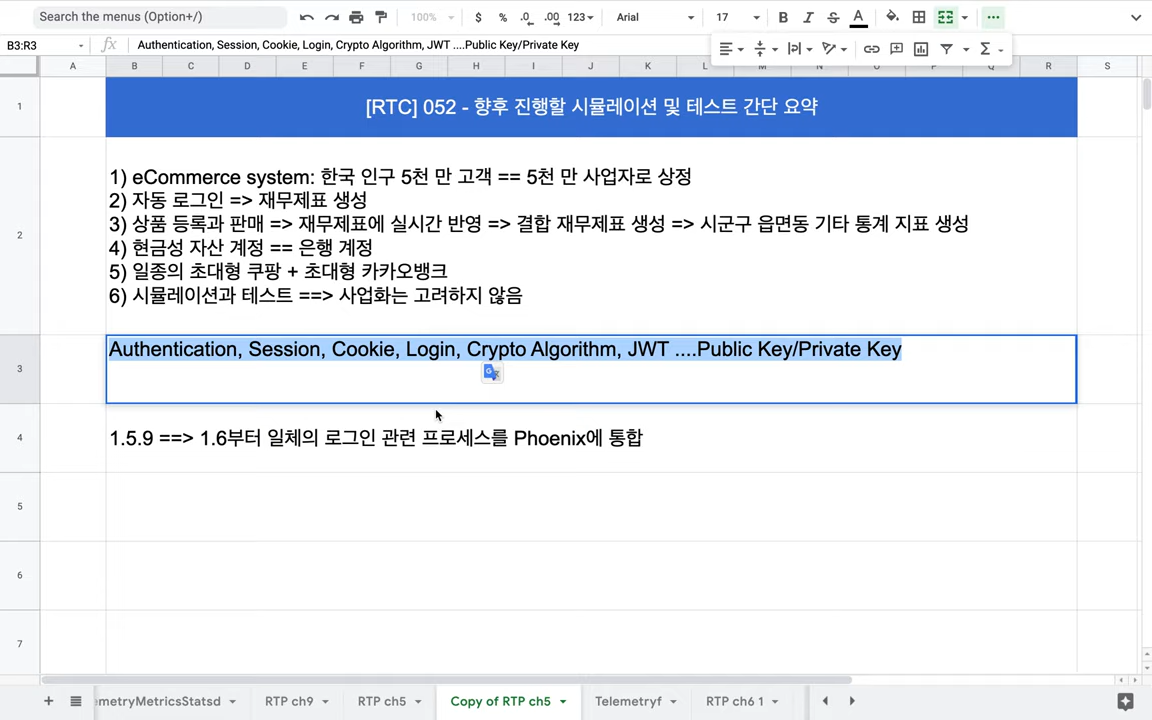 Search the menus (Option+/)
100%
$ % .0 .00 123
Arial
17
B I S A
B3:R3
fx
Authentication, Session, Cookie, Login, Crypto Algorithm, JWT ....Public Key/Private Key
A B C D E F G H I J K L M N O P Q R S
1
[RTC] 052 - 향후 진행할 시뮬레이션 및 테스트 간단 요약
2
1) eCommerce system: 한국 인구 5천 만 고객 == 5천 만 사업자로 상정
2) 자동 로그인 => 재무제표 생성
3) 상품 등록과 판매 => 재무제표에 실시간 반영 => 결합 재무제표 생성 => 시군구 읍면동 기타 통계 지표 생성
4) 현금성 자산 계정 == 은행 계정
5) 일종의 초대형 쿠팡 + 초대형 카카오뱅크
6) 시뮬레이션과 테스트 ==> 사업화는 고려하지 않음
3
Authentication, Session, Cookie, Login, Crypto Algorithm, JWT ....Public Key/Private Key
4
1.5.9 ==> 1.6부터 일체의 로그인 관련 프로세스를 Phoenix에 통합
5
6
7
emetryMetricsStatsd
RTP ch9
RTP ch5
Copy of RTP ch5
Telemetryf
RTP ch6 1